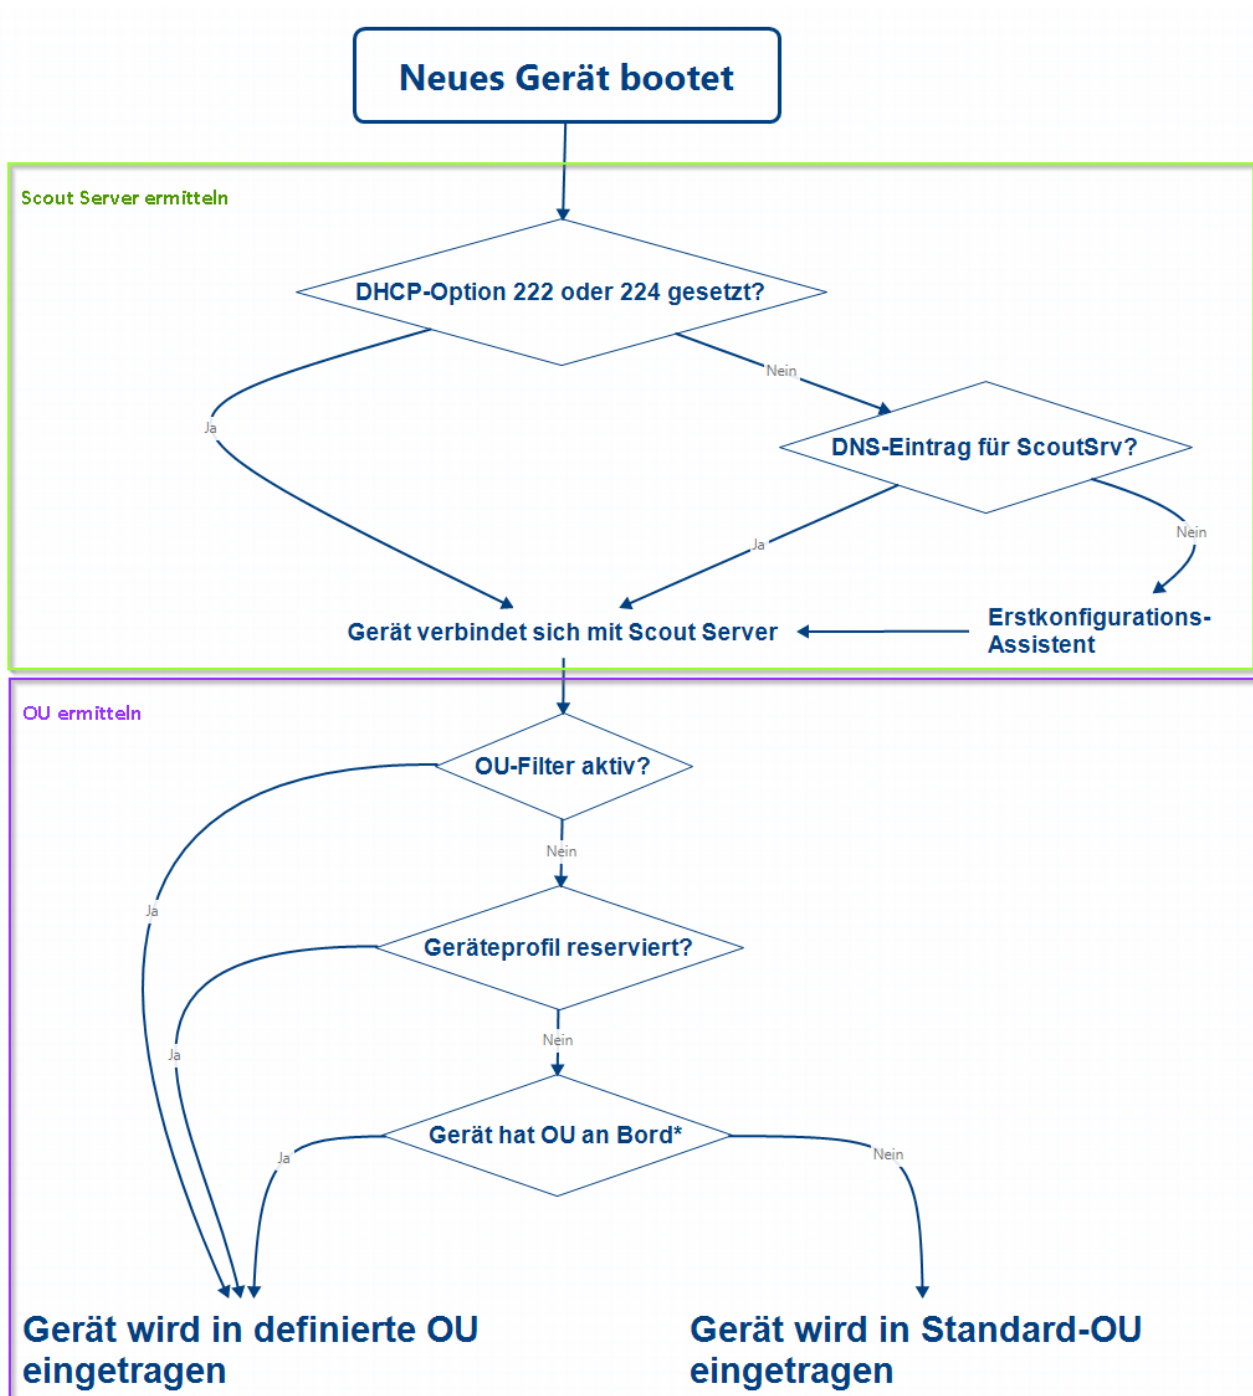 Neues Gerät bootet
Scout Server ermitteln
DHCP-Option 222 oder 224 gesetzt?
Nein
Ja
DNS-Eintrag für ScoutSrv?
Nein
Ja
Erstkonfigurations-
Assistent
Gerät verbindet sich mit Scout Server
OU ermitteln
OU-Filter aktiv?
Nein
Ja
Geräteprofil reserviert?
Nein
Ja
Gerät hat OU an Bord*
Ja
Nein
Gerät wird in definierte OU
eingetragen
Gerät wird in Standard-OU
eingetragen